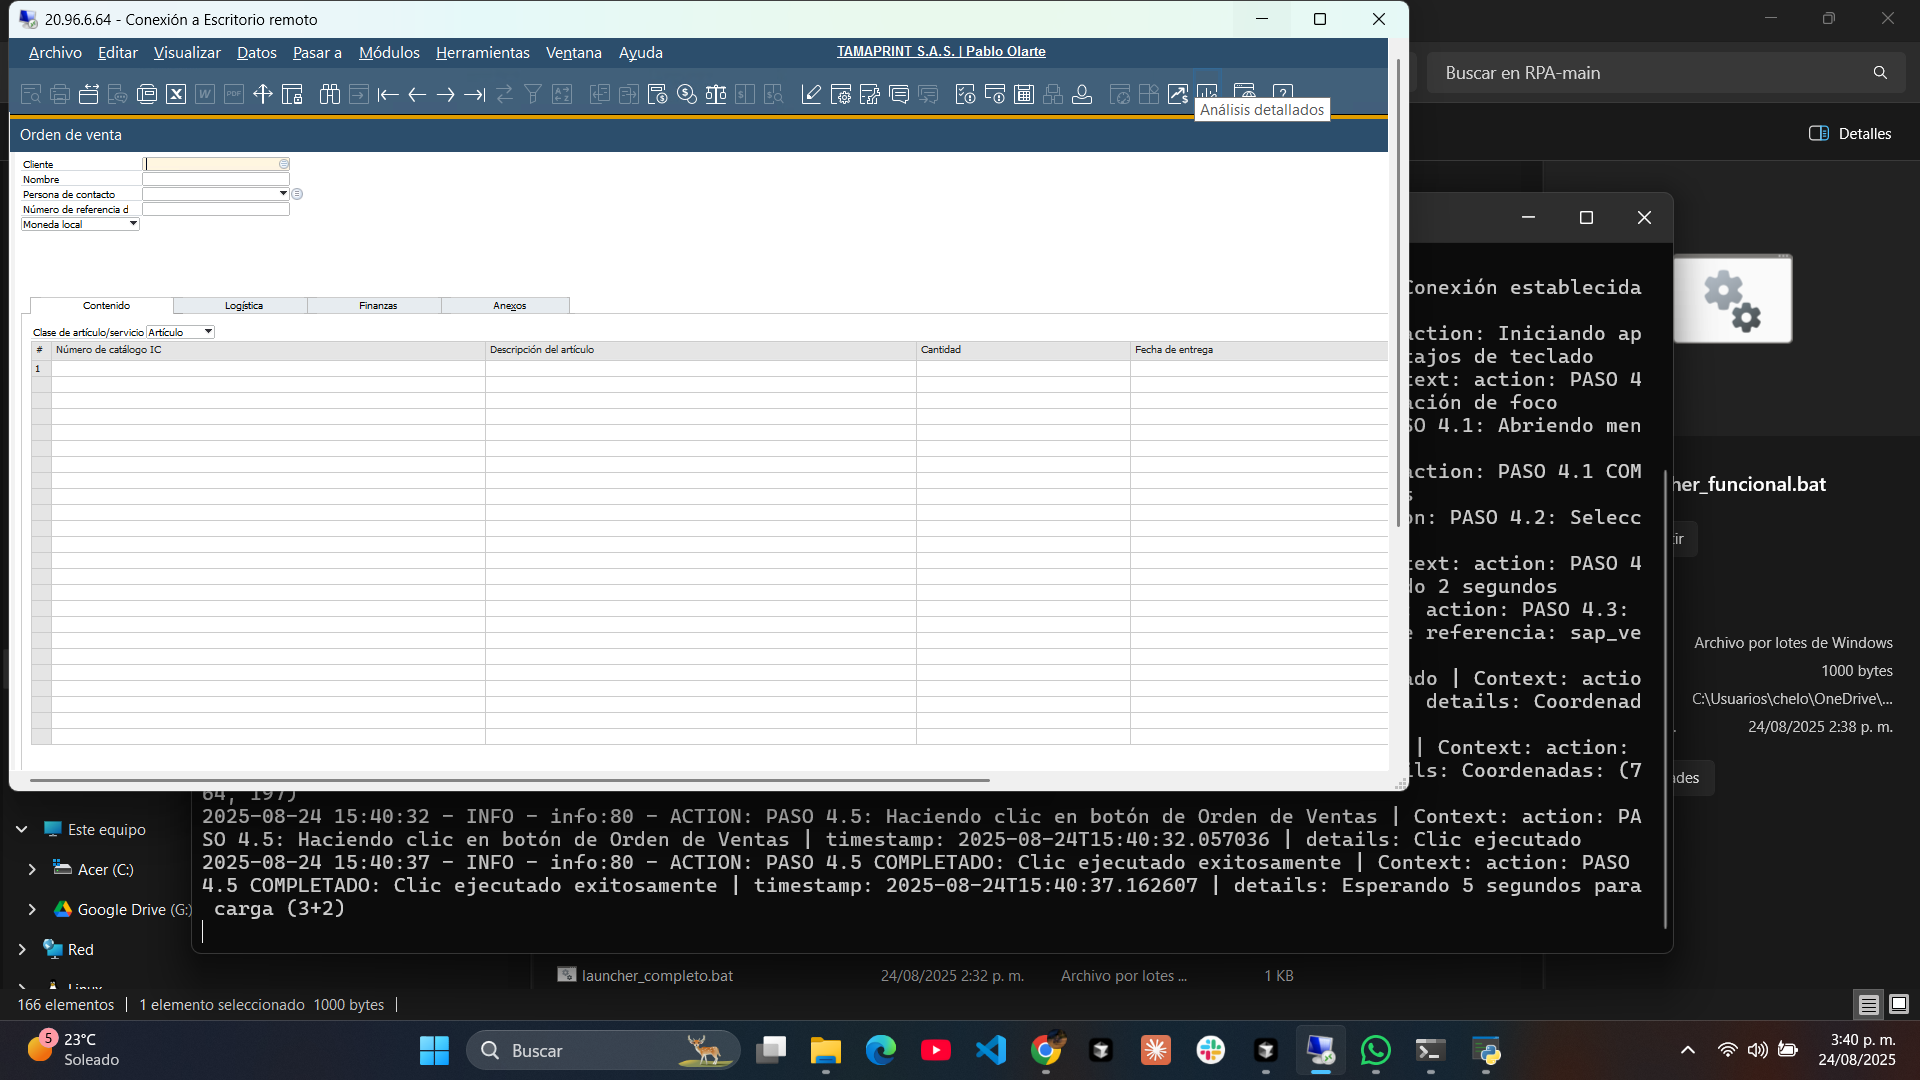 20.96.6.64 - Conexión a Escritorio remoto
Archivo Editar Visualizar Datos Pasar a Módulos Herramientas Ventana Ayuda
TAMAPRINT S.A.S. | Pablo Olarte
Análisis detallados
Orden de venta
Cliente
Nombre
Persona de contacto
Número de referencia d
Moneda local
Contenido Logística Finanzas Anexos
Clase de artículo/servicio Artículo
# Número de catálogo IC Descripción del artículo Cantidad Fecha de entrega
1
Buscar en RPA-main
Detalles
Conexión establecida
action: Iniciando ap
tajos de teclado
text: action: PASO 4
ación de foco
SO 4.1: Abriendo men
action: PASO 4.1 COM
s
on: PASO 4.2: Selecc
text: action: PASO 4
do 2 segundos
action: PASO 4.3:
e referencia: sap_ve
ado | Context: actio
details: Coordenad
| Context: action:
ils: Coordenadas: (7
64, 197)
2025-08-24 15:40:32 - INFO - info:80 - ACTION: PASO 4.5: Haciendo clic en botón de Orden de Ventas | Context: action: PA
SO 4.5: Haciendo clic en botón de Orden de Ventas | timestamp: 2025-08-24T15:40:32.057036 | details: Clic ejecutado
2025-08-24 15:40:37 - INFO - info:80 - ACTION: PASO 4.5 COMPLETADO: Clic ejecutado exitosamente | Context: action: PASO
4.5 COMPLETADO: Clic ejecutado exitosamente | timestamp: 2025-08-24T15:40:37.162607 | details: Esperando 5 segundos para
carga (3+2)
her_funcional.bat
tir
Archivo por lotes de Windows
1000 bytes
C:\Usuarios\chelo\OneDrive\...
24/08/2025 2:38 p. m.
ades
Este equipo
Acer (C:)
Google Drive (G:)
Red
Linux
launcher_completo.bat 24/08/2025 2:32 p. m. Archivo por lotes ... 1 KB
166 elementos | 1 elemento seleccionado 1000 bytes |
5
23°C
Soleado
Buscar
3:40 p. m.
24/08/2025